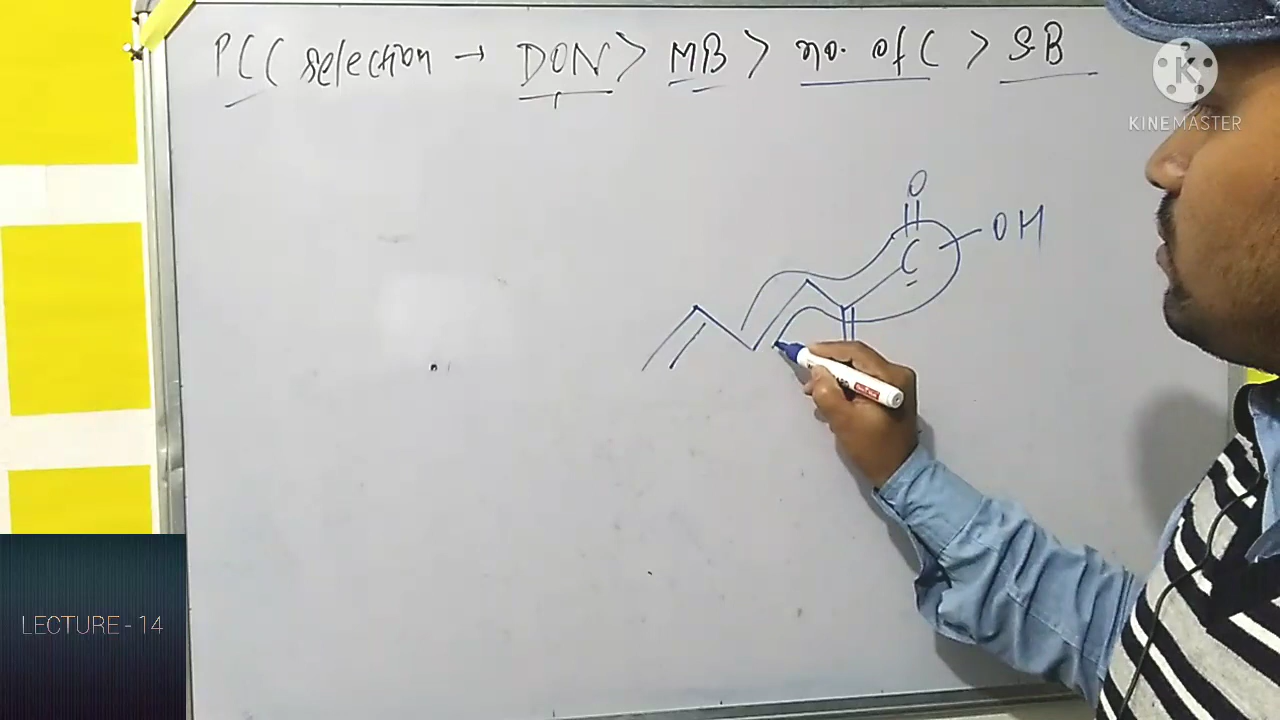 PCC selection → DON > MB > no. of C > SB
K
KINEMASTER
O
C
OH
LECTURE - 14